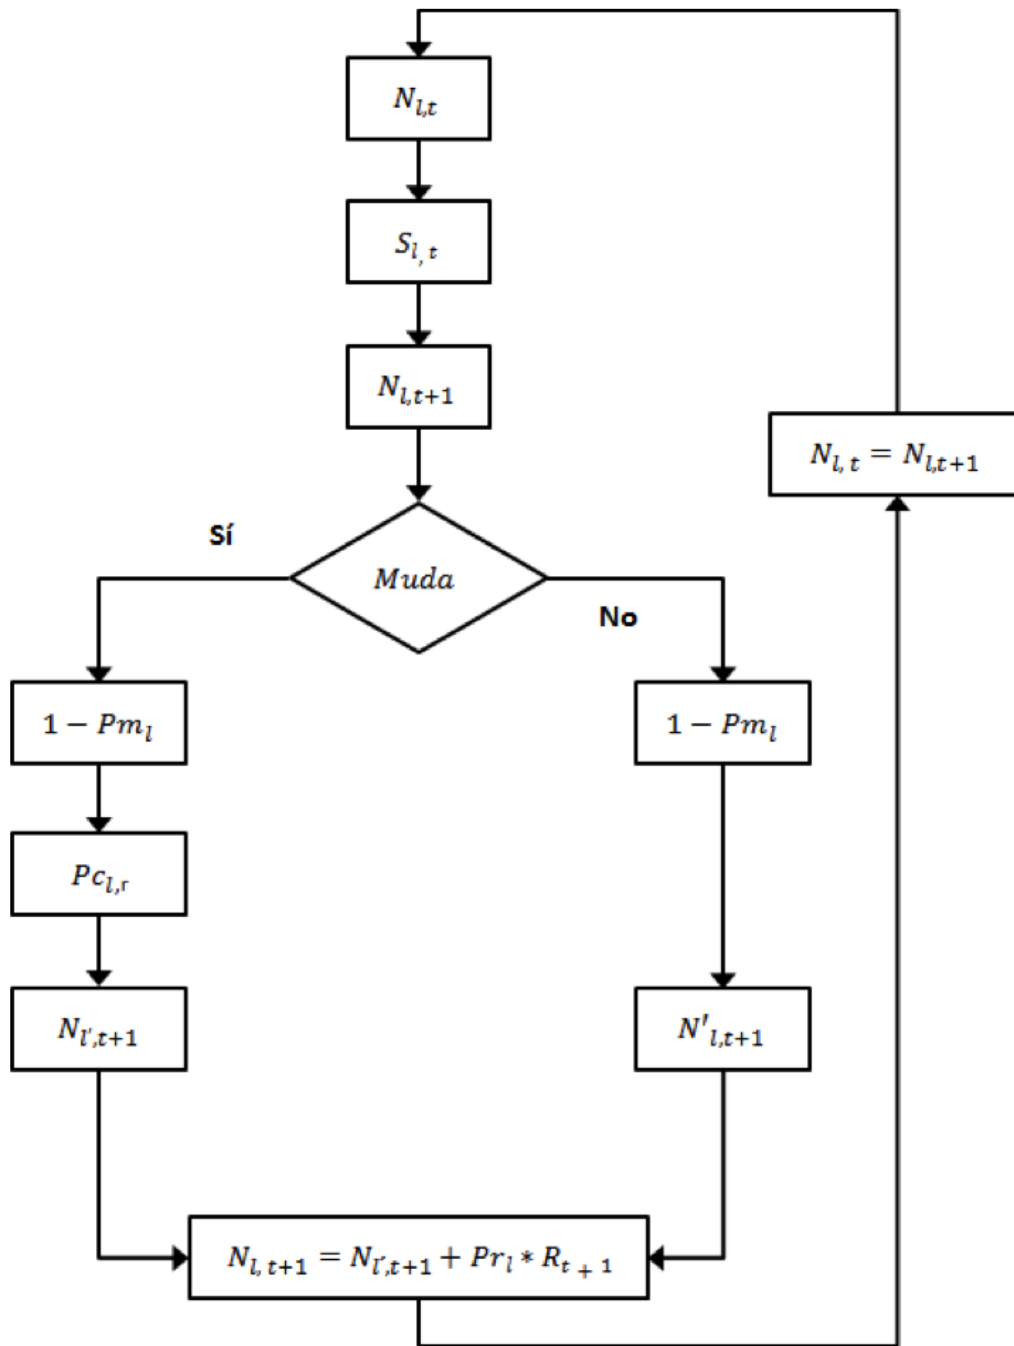 N_{l,t}
S_{l, t}
N_{l,t+1}
N_{l, t} = N_{l,t+1}
Sí
Muda
No
1 − Pm_l
1 − Pm_l
Pc_{l,r}
N_{l',t+1}
N'_{l,t+1}
N_{l, t+1} = N_{l',t+1} + Pr_l * R_{t + 1}